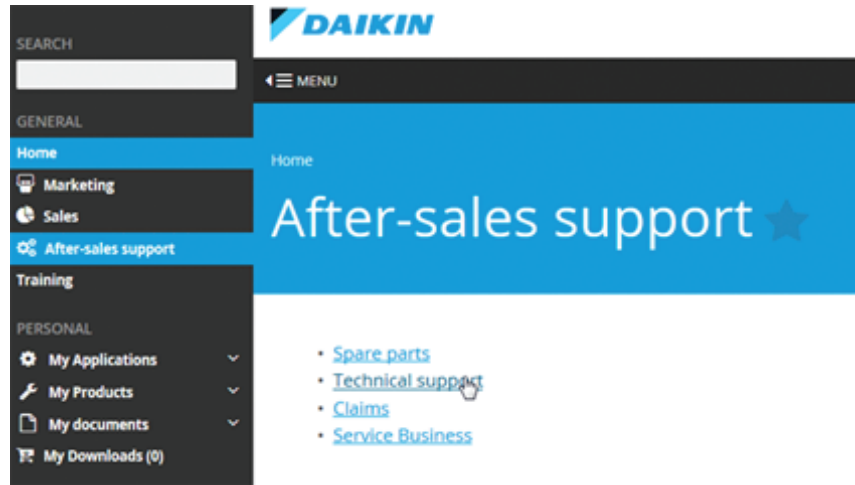 SEARCH
GENERAL
Home
Marketing
Sales
After-sales support
Training
PERSONAL
My Applications
My Products
My documents
My Downloads (0)
DAIKIN
MENU
Home
After-sales support
Spare parts
Technical support
Claims
Service Business